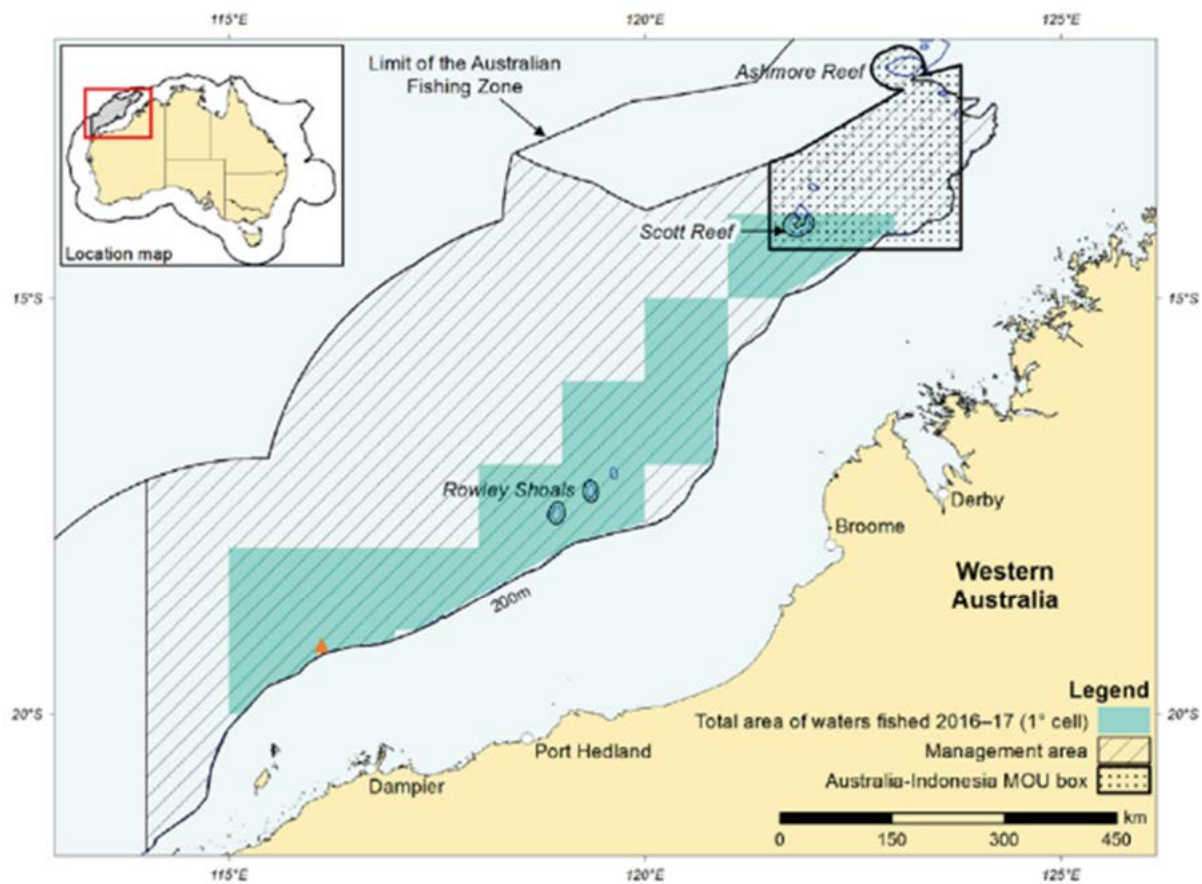 115°E
120°E
125°E
Limit of the Australian
Fishing Zone
Ashmore Reef
Location map
Scott Reef
15°S
15°S
Rowley Shoals
Derby
Broome
Western
Australia
200m
20°S
20°S
Port Hedland
Dampier
Legend
Total area of waters fished 2016–17 (1° cell)
Management area
Australia-Indonesia MOU box
km
0
150
300
450
115°E
120°E
125°E